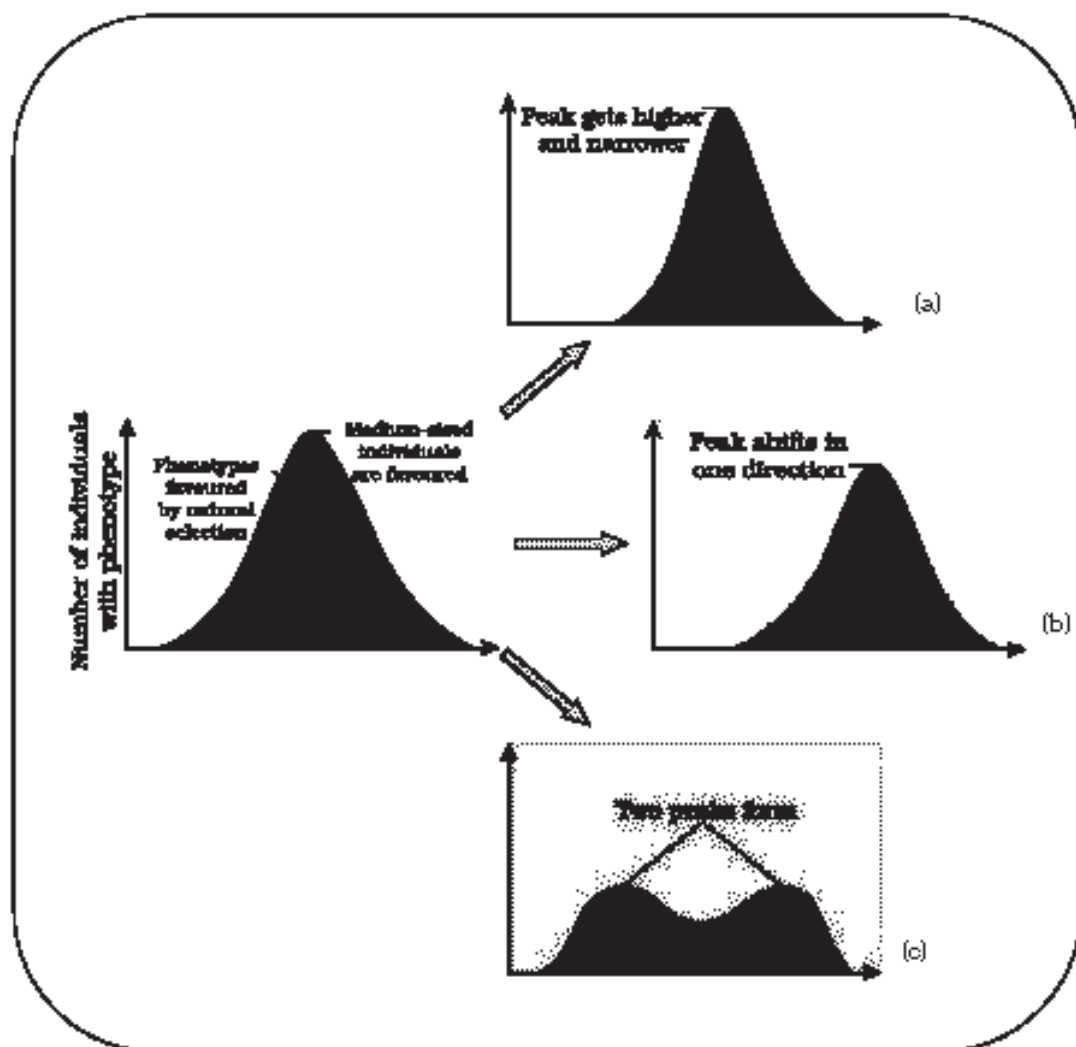 Peak gets higher
and narrower
(a)
Number of individuals
with phenotype
Phenotypes
favoured
by natural
selection
Medium-sized
individuals
are favoured
Peak shifts in
one direction
(b)
Two peaks form
(c)